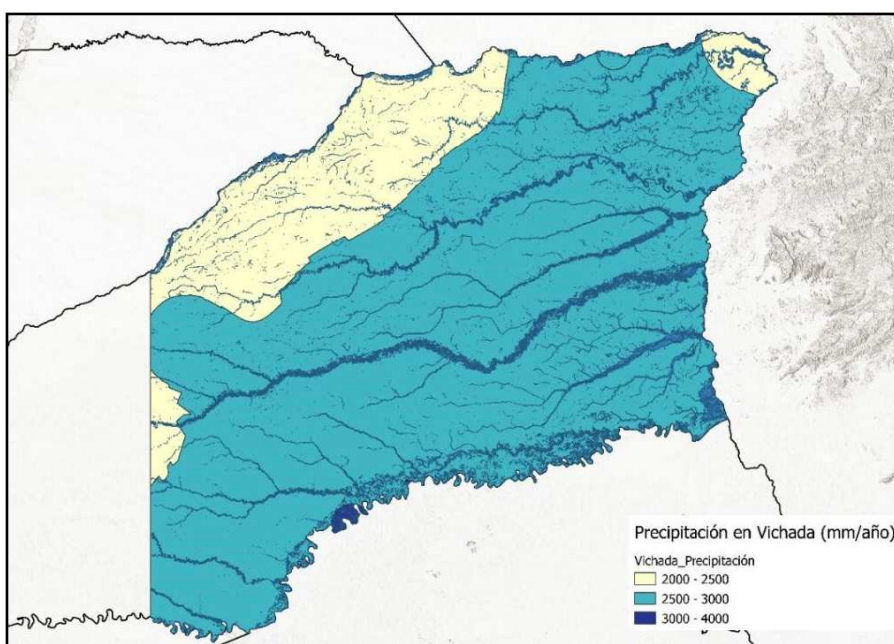 Precipitación en Vichada (mm/año)
Vichada_Precipitación
2000 - 2500
2500 - 3000
3000 - 4000